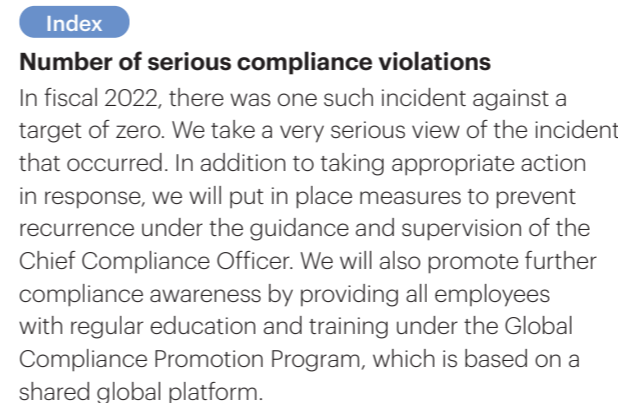 Index
Number of serious compliance violations
In fiscal 2022, there was one such incident against a
target of zero. We take a very serious view of the incident
that occurred. In addition to taking appropriate action
in response, we will put in place measures to prevent
recurrence under the guidance and supervision of the
Chief Compliance Officer. We will also promote further
compliance awareness by providing all employees
with regular education and training under the Global
Compliance Promotion Program, which is based on a
shared global platform.